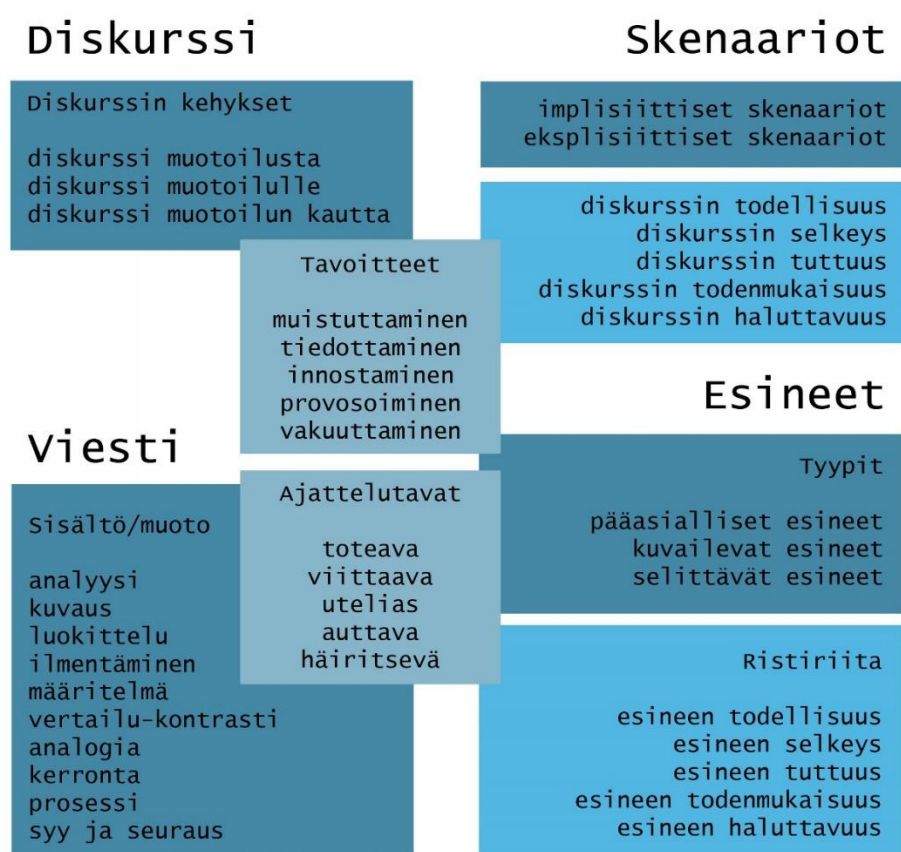 Diskurssi
Diskurssin kehykset
diskurssi muotoilusta
diskurssi muotoilulle
diskurssi muotoilun kautta
Tavoitteet
muistuttaminen
tiedottaminen
innostaminen
provosoiminen
vakuuttaminen
Viesti
Sisältö/muoto
analyysi
kuvaus
luokittelu
ilmentäminen
määritelmä
vertailu-kontrasti
analogia
kerronta
prosessi
syy ja seuraus
Ajattelutavat
toteava
viittaava
utelias
auttava
häiritsevä
Skenaariot
implisiittiset skenaariot
eksplisiittiset skenaariot
diskurssin todellisuus
diskurssin selkeys
diskurssin tuttuus
diskurssin todenmukaisuus
diskurssin haluttavuus
Esineet
Tyypit
pääasialliset esineet
kuvailevat esineet
selittävät esineet
Ristiriita
esineen todellisuus
esineen selkeys
esineen tuttuus
esineen todenmukaisuus
esineen haluttavuus